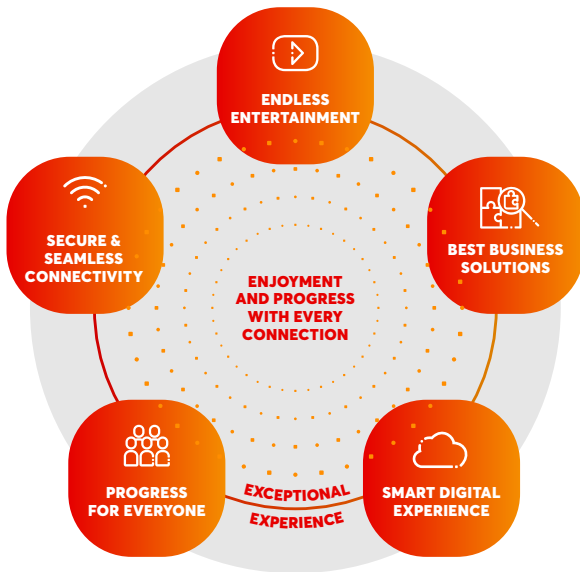 ENDLESS
ENTERTAINMENT
SECURE &
SEAMLESS
CONNECTIVITY
BEST BUSINESS
SOLUTIONS
ENJOYMENT
AND PROGRESS
WITH EVERY
CONNECTION
PROGRESS
FOR EVERYONE
SMART DIGITAL
EXPERIENCE
EXCEPTIONAL
EXPERIENCE